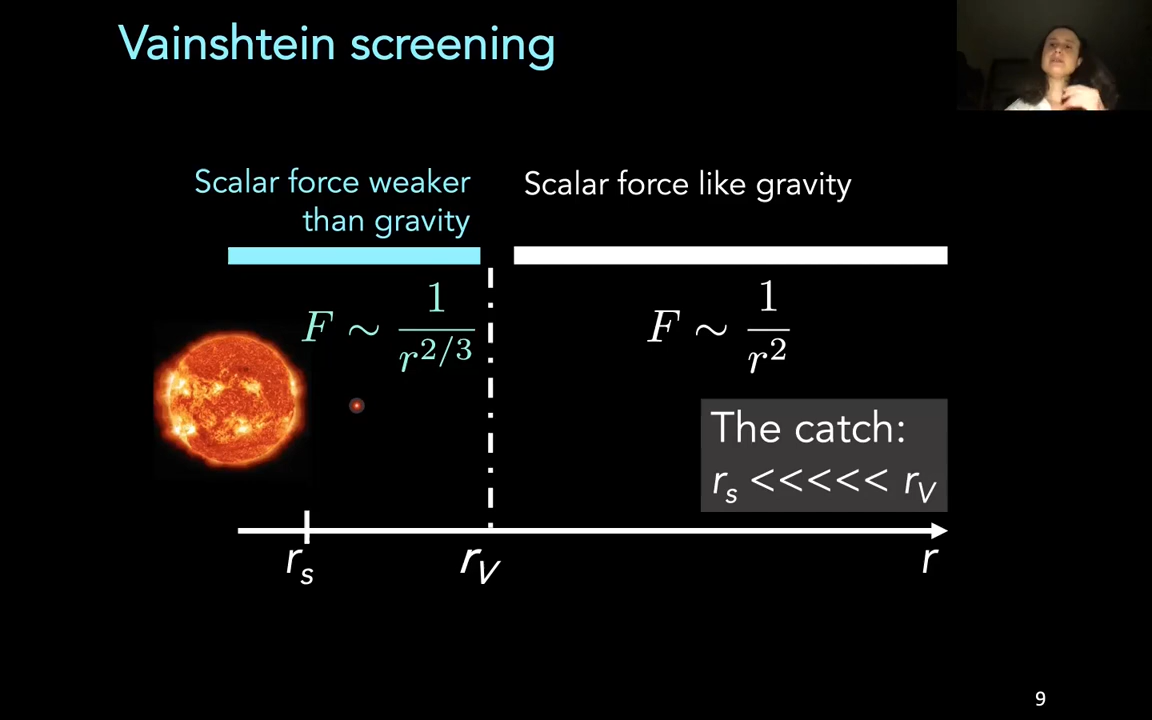 Vainshtein screening
Scalar force weaker
than gravity
Scalar force like gravity
F ∼ 1/r^{2/3}
F ∼ 1/r^2
The catch:
r_s <<<<< r_V
r_s
r_V
r
9